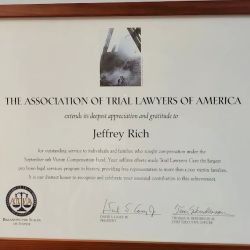 THE ASSOCIATION OF TRIAL LAWYERS OF AMERICA
extends its deepest appreciation and gratitude to
Jeffrey Rich
for outstanding service to individuals and families who sought compensation under the
September 11th Victim Compensation Fund. Your selfless efforts made Trial Lawyers Care the largest
pro bono legal services program in history, providing free representation to more than 1,700 victim families.
It is our distinct honor to recognize and celebrate your essential contribution to this achievement.
PRESIDENT